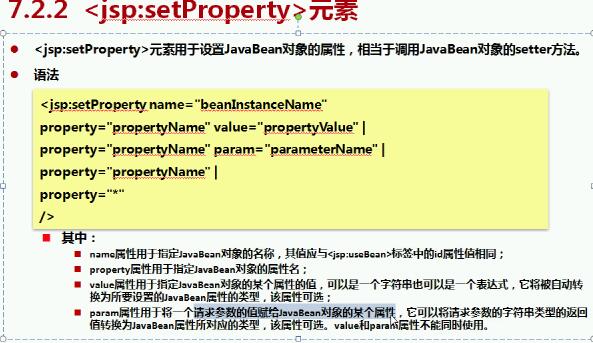 7.2.2 <jsp:setProperty>元素
<jsp:setProperty>元素用于设置JavaBean对象的属性，相当于调用JavaBean对象的setter方法。
语法
<jsp:setProperty name="beanInstanceName"
property="propertyName" value="propertyValue" |
property="propertyName" param="parameterName" |
property="propertyName" |
property="*"
/>
其中：
name属性用于指定JavaBean对象的名称，其值应与<jsp:useBean>标签中的id属性值相同；
property属性用于指定JavaBean对象的属性名；
value属性用于指定JavaBean对象的某个属性的值，可以是一个字符串也可以是一个表达式，它将被自动转
换为所要设置的JavaBean属性的类型，该属性可选；
param属性用于将一个请求参数的值赋给JavaBean对象的某个属性，它可以将请求参数的字符串类型的返回
值转换为JavaBean属性所对应的类型，该属性可选。value和param属性不能同时使用。